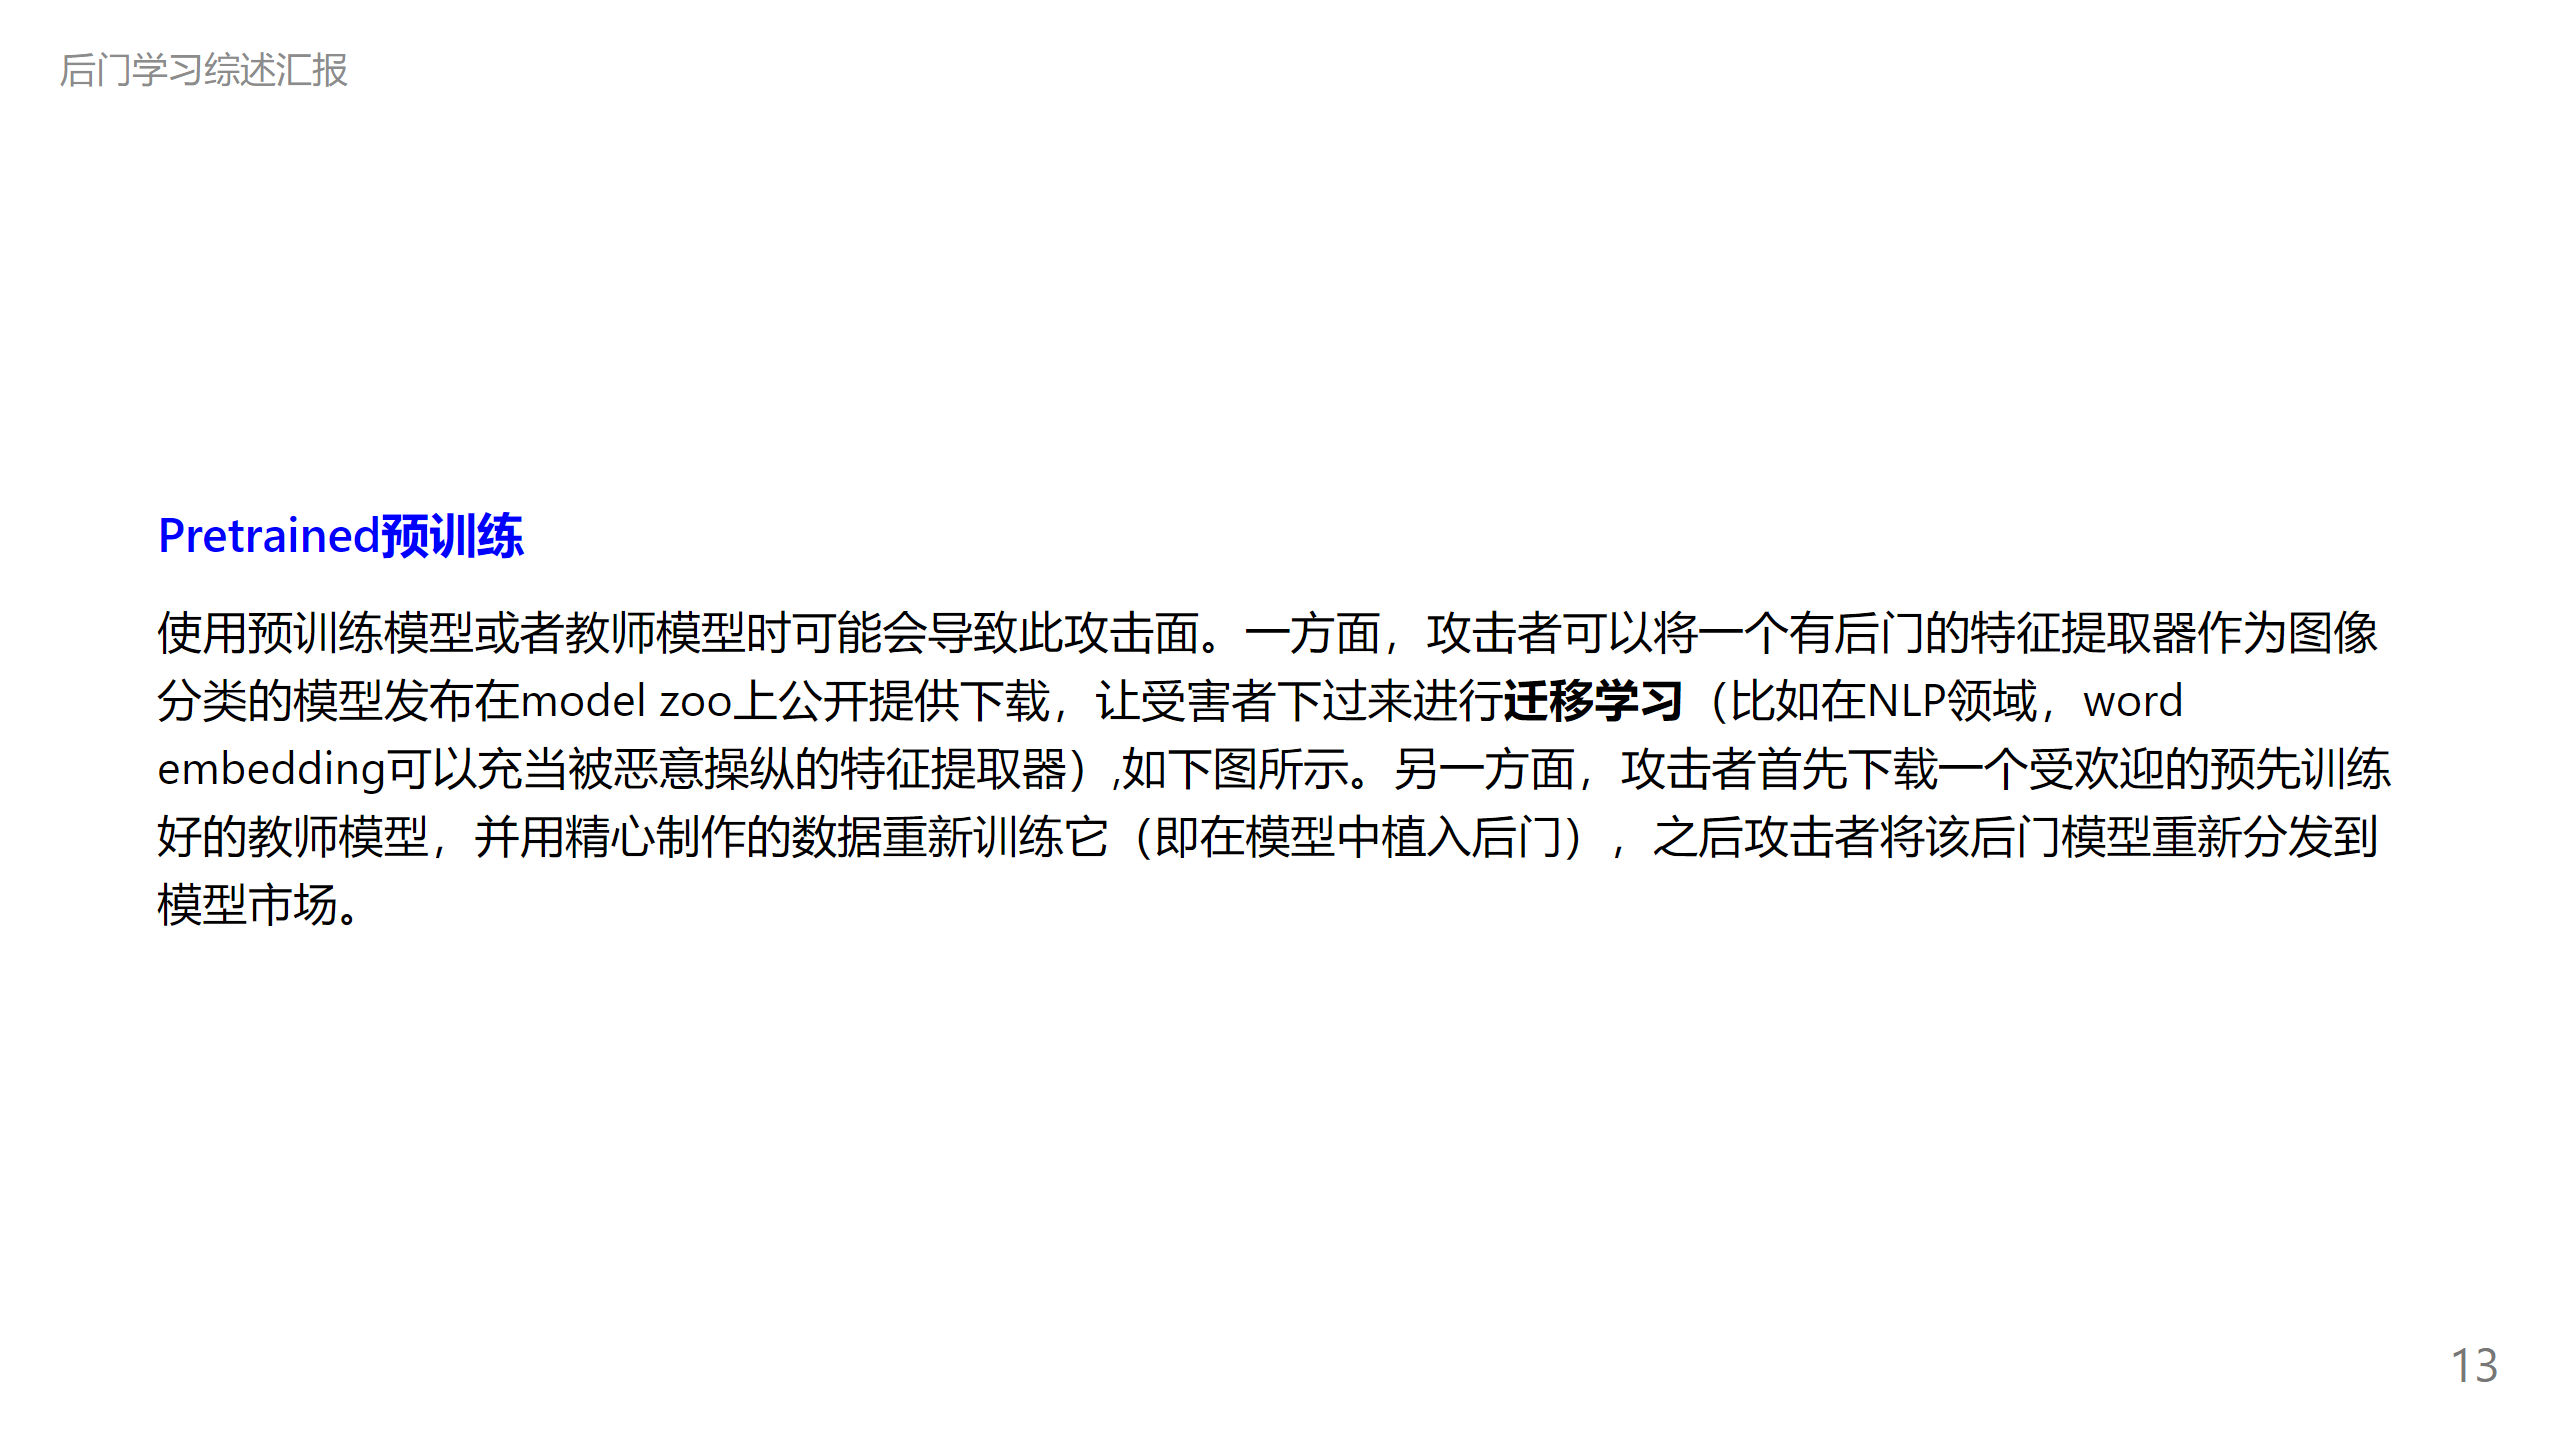 后门学习综述汇报
Pretrained预训练
使用预训练模型或者教师模型时可能会导致此攻击面。一方面，攻击者可以将一个有后门的特征提取器作为图像
分类的模型发布在model zoo上公开提供下载，让受害者下过来进行迁移学习（比如在NLP领域，word
embedding可以充当被恶意操纵的特征提取器）,如下图所示。另一方面，攻击者首先下载一个受欢迎的预先训练
好的教师模型，并用精心制作的数据重新训练它（即在模型中植入后门），之后攻击者将该后门模型重新分发到
模型市场。
13